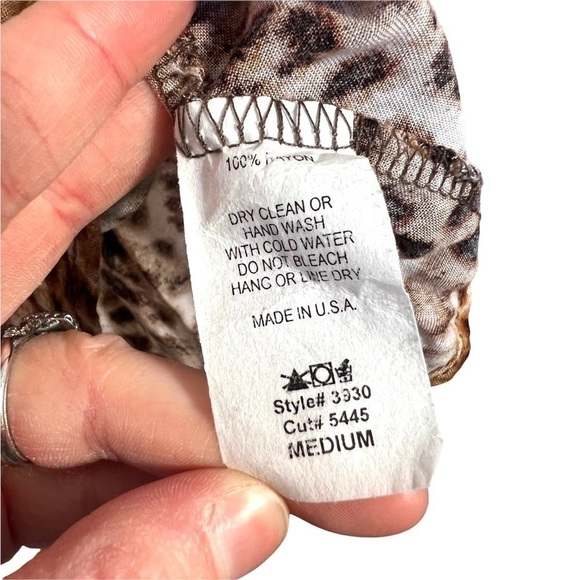 100% RAYON
DRY CLEAN OR
HAND WASH
WITH COLD WATER
DO NOT BLEACH
HANG OR LINE DRY
MADE IN U.S.A.
Style# 3930
Cut# 5445
MEDIUM